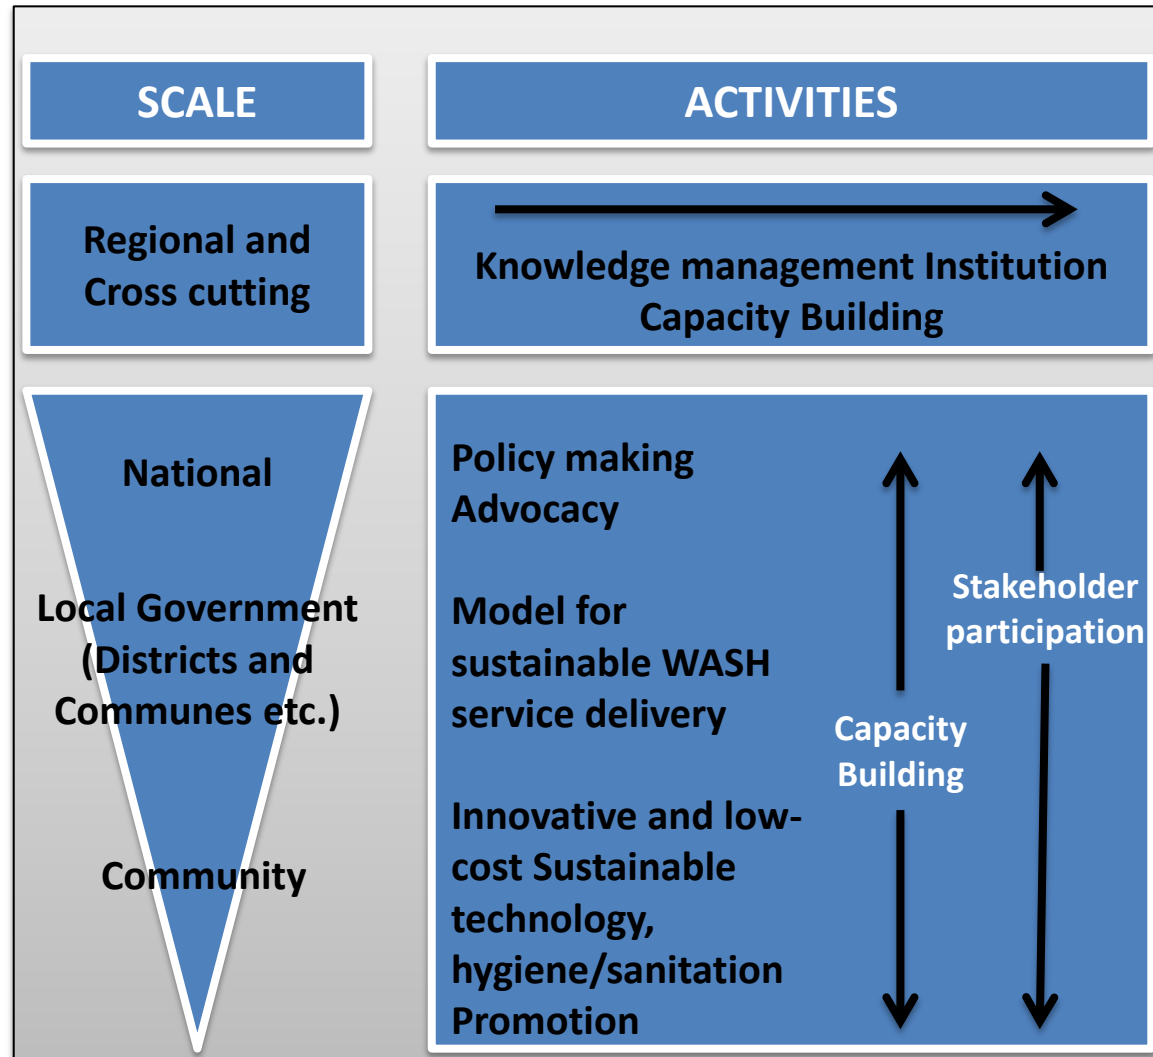 SCALE
ACTIVITIES
Regional and
Cross cutting
Knowledge management Institution
Capacity Building
National
Local Government
(Districts and
Communes etc.)
Community
Policy making
Advocacy
Model for
sustainable WASH
service delivery
Innovative and low-
cost Sustainable
technology,
hygiene/sanitation
Promotion
Capacity
Building
Stakeholder
participation